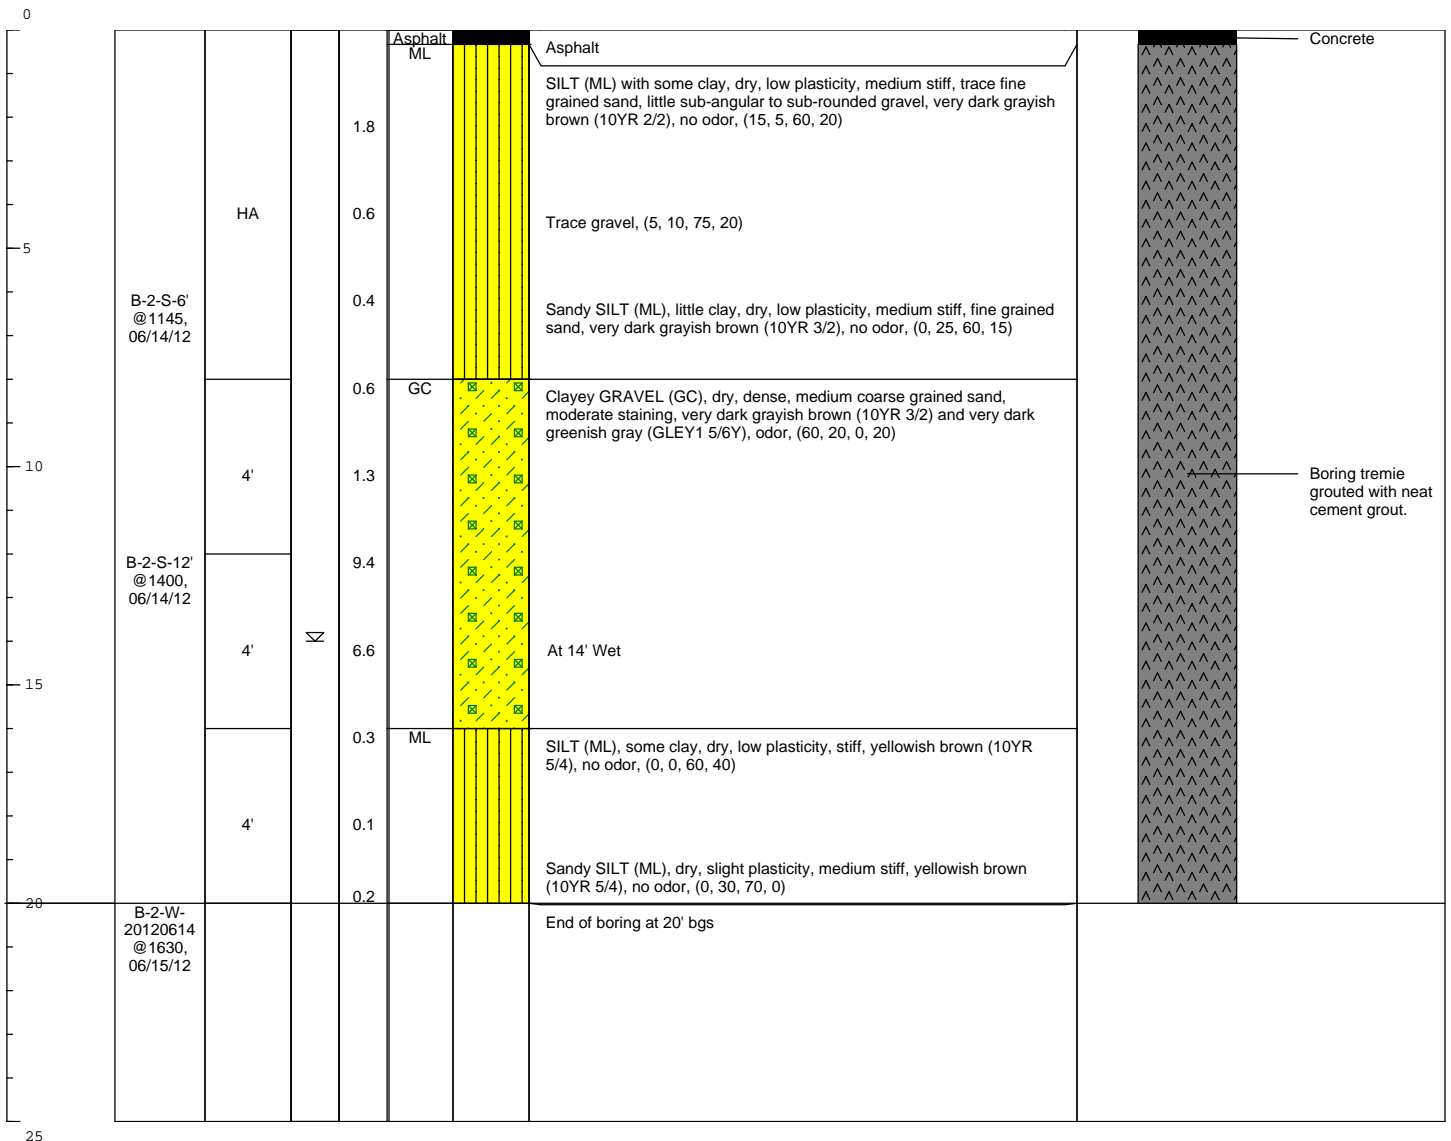 0
Asphalt
ML
Asphalt
Concrete
SILT (ML) with some clay, dry, low plasticity, medium stiff, trace fine
grained sand, little sub-angular to sub-rounded gravel, very dark grayish
brown (10YR 2/2), no odor, (15, 5, 60, 20)
1.8
HA
0.6
Trace gravel, (5, 10, 75, 20)
5
B-2-S-6'
@1145,
06/14/12
0.4
Sandy SILT (ML), little clay, dry, low plasticity, medium stiff, fine grained
sand, very dark grayish brown (10YR 3/2), no odor, (0, 25, 60, 15)
0.6
GC
Clayey GRAVEL (GC), dry, dense, medium coarse grained sand,
moderate staining, very dark grayish brown (10YR 3/2) and very dark
greenish gray (GLEY1 5/6Y), odor, (60, 20, 0, 20)
10
4'
1.3
Boring tremie
grouted with neat
cement grout.
B-2-S-12'
@1400,
06/14/12
9.4
4'
6.6
At 14' Wet
15
0.3
ML
SILT (ML), some clay, dry, low plasticity, stiff, yellowish brown (10YR
5/4), no odor, (0, 0, 60, 40)
4'
0.1
Sandy SILT (ML), dry, slight plasticity, medium stiff, yellowish brown
(10YR 5/4), no odor, (0, 30, 70, 0)
0.2
20
B-2-W-
20120614
@1630,
06/15/12
End of boring at 20' bgs
25